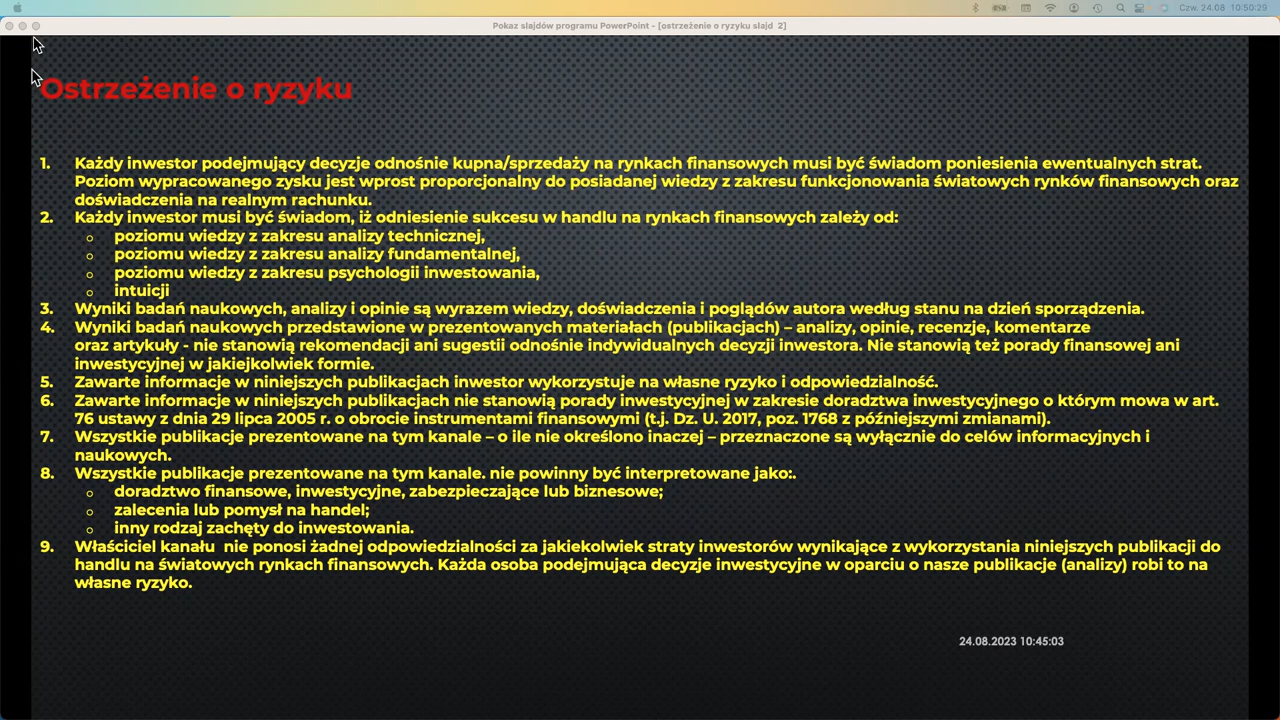 Czw. 24.08 10:50:29
Pokaz slajdów programu PowerPoint - [ostrzeżenie o ryzyku slajd 2]
Ostrzeżenie o ryzyku
1. Każdy inwestor podejmujący decyzje odnośnie kupna/sprzedaży na rynkach finansowych musi być świadom poniesienia ewentualnych strat.
Poziom wypracowanego zysku jest wprost proporcjonalny do posiadanej wiedzy z zakresu funkcjonowania światowych rynków finansowych oraz
doświadczenia na realnym rachunku.
2. Każdy inwestor musi być świadom, iż odniesienie sukcesu w handlu na rynkach finansowych zależy od:
o poziomu wiedzy z zakresu analizy technicznej,
o poziomu wiedzy z zakresu analizy fundamentalnej,
o poziomu wiedzy z zakresu psychologii inwestowania,
o intuicji
3. Wyniki badań naukowych, analizy i opinie są wyrazem wiedzy, doświadczenia i poglądów autora według stanu na dzień sporządzenia.
4. Wyniki badań naukowych przedstawione w prezentowanych materiałach (publikacjach) – analizy, opinie, recenzje, komentarze
oraz artykuły - nie stanowią rekomendacji ani sugestii odnośnie indywidualnych decyzji inwestora. Nie stanowią też porady finansowej ani
inwestycyjnej w jakiejkolwiek formie.
5. Zawarte informacje w niniejszych publikacjach inwestor wykorzystuje na własne ryzyko i odpowiedzialność.
6. Zawarte informacje w niniejszych publikacjach nie stanowią porady inwestycyjnej w zakresie doradztwa inwestycyjnego o którym mowa w art.
76 ustawy z dnia 29 lipca 2005 r. o obrocie instrumentami finansowymi (t.j. Dz. U. 2017, poz. 1768 z późniejszymi zmianami).
7. Wszystkie publikacje prezentowane na tym kanale – o ile nie określono inaczej – przeznaczone są wyłącznie do celów informacyjnych i
naukowych.
8. Wszystkie publikacje prezentowane na tym kanale. nie powinny być interpretowane jako:.
o doradztwo finansowe, inwestycyjne, zabezpieczające lub biznesowe;
o zalecenia lub pomysł na handel;
o inny rodzaj zachęty do inwestowania.
9. Właściciel kanału nie ponosi żadnej odpowiedzialności za jakiekolwiek straty inwestorów wynikające z wykorzystania niniejszych publikacji do
handlu na światowych rynkach finansowych. Każda osoba podejmująca decyzje inwestycyjne w oparciu o nasze publikacje (analizy) robi to na
własne ryzyko.
24.08.2023 10:45:03